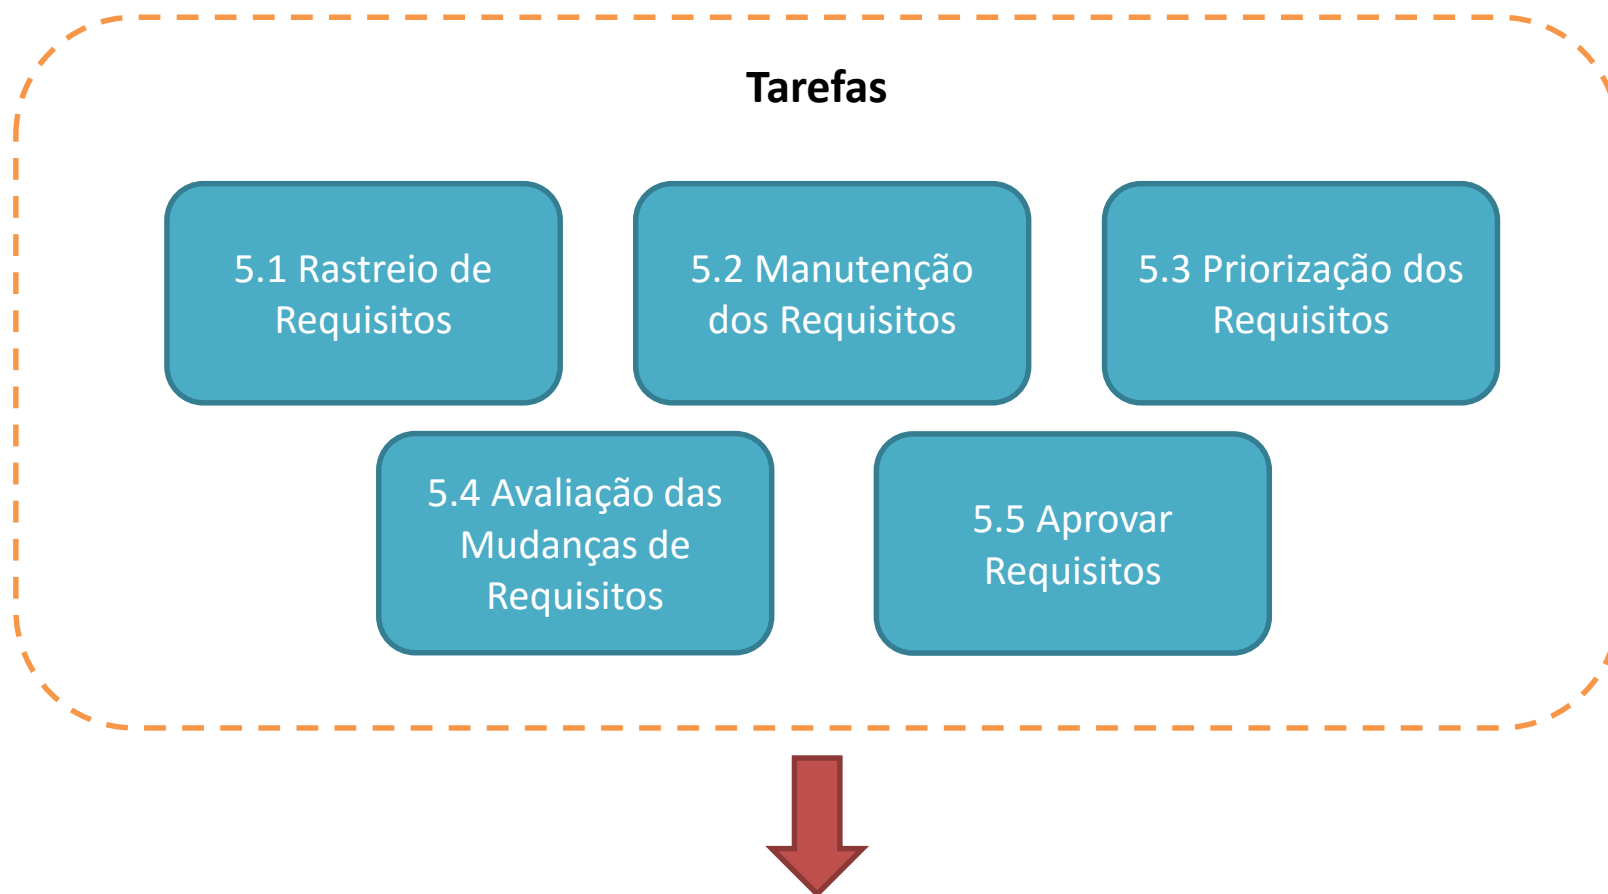 Tarefas
5.1 Rastreio de
Requisitos
5.2 Manutenção
dos Requisitos
5.3 Priorização dos
Requisitos
5.4 Avaliação das
Mudanças de
Requisitos
5.5 Aprovar
Requisitos